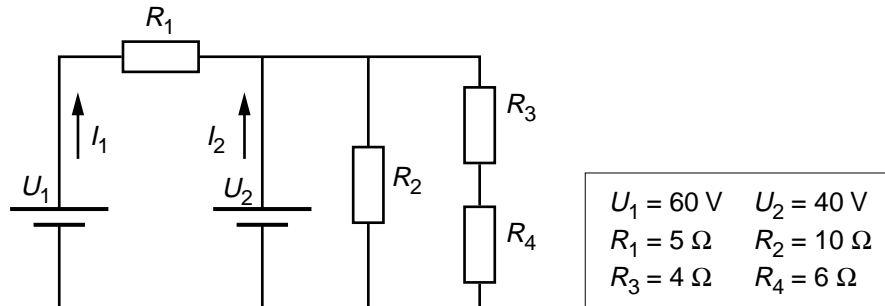 R1
I1
I2
R3
U1
U2
R2
R4
U1 = 60 V U2 = 40 V
R1 = 5 Ω R2 = 10 Ω
R3 = 4 Ω R4 = 6 Ω